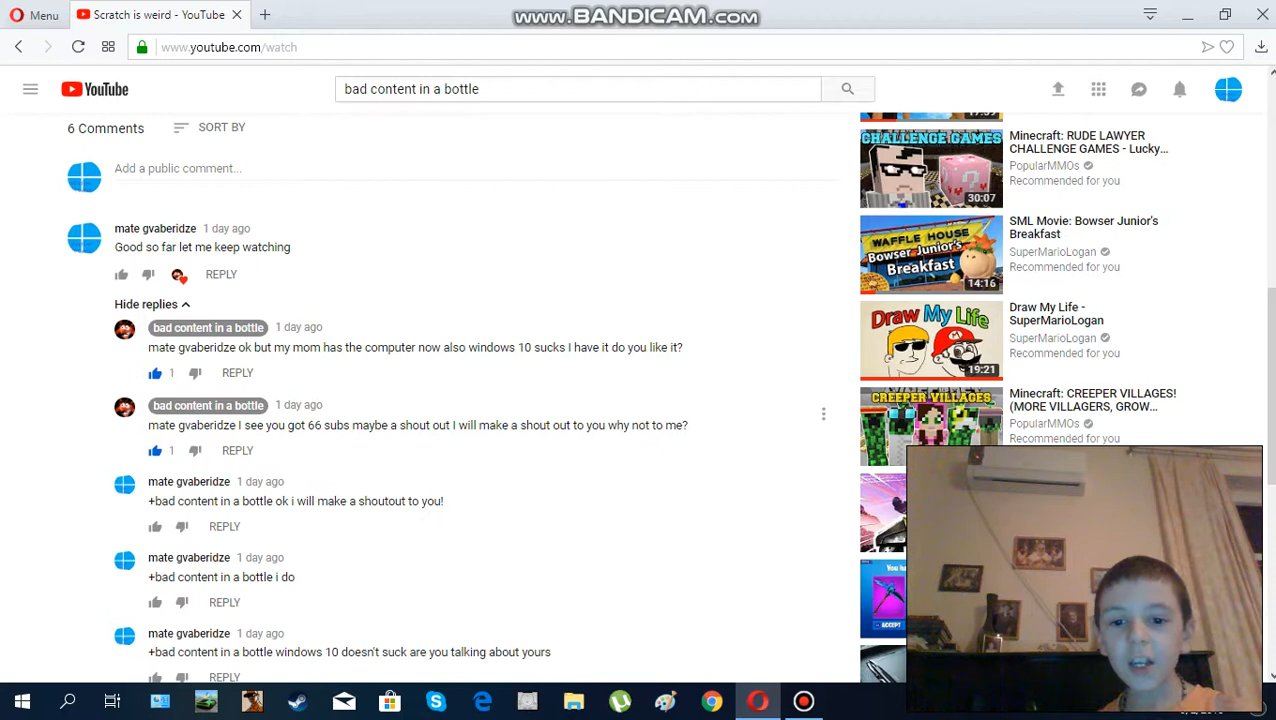 Menu
Scratch is weird - YouTube
www.BANDICAM.com
www.youtube.com/watch
YouTube
bad content in a bottle
6 Comments
SORT BY
Add a public comment...
mate gvaberidze 1 day ago
Good so far let me keep watching
REPLY
Hide replies
bad content in a bottle 1 day ago
mate gvaberidze ok but my mom has the computer now also windows 10 sucks I have it do you like it?
1 REPLY
bad content in a bottle 1 day ago
mate gvaberidze I see you got 66 subs maybe a shout out I will make a shout out to you why not to me?
1 REPLY
mate gvaberidze 1 day ago
+bad content in a bottle ok i will make a shoutout to you!
REPLY
mate gvaberidze 1 day ago
+bad content in a bottle i do
REPLY
mate gvaberidze 1 day ago
+bad content in a bottle windows 10 doesn't suck are you talking about yours
REPLY
17:39
CHALLENGE GAMES
30:07
Minecraft: RUDE LAWYER
CHALLENGE GAMES - Lucky...
PopularMMOs
Recommended for you
WAFFLE HOUSE
Bowser Junior's
Breakfast
14:16
SML Movie: Bowser Junior's
Breakfast
SuperMarioLogan
Recommended for you
Draw My Life
19:21
Draw My Life -
SuperMarioLogan
SuperMarioLogan
Recommended for you
CREEPER VILLAGES
Minecraft: CREEPER VILLAGES!
(MORE VILLAGERS, GROW...
PopularMMOs
Recommended for you
You ha
ACCEPT